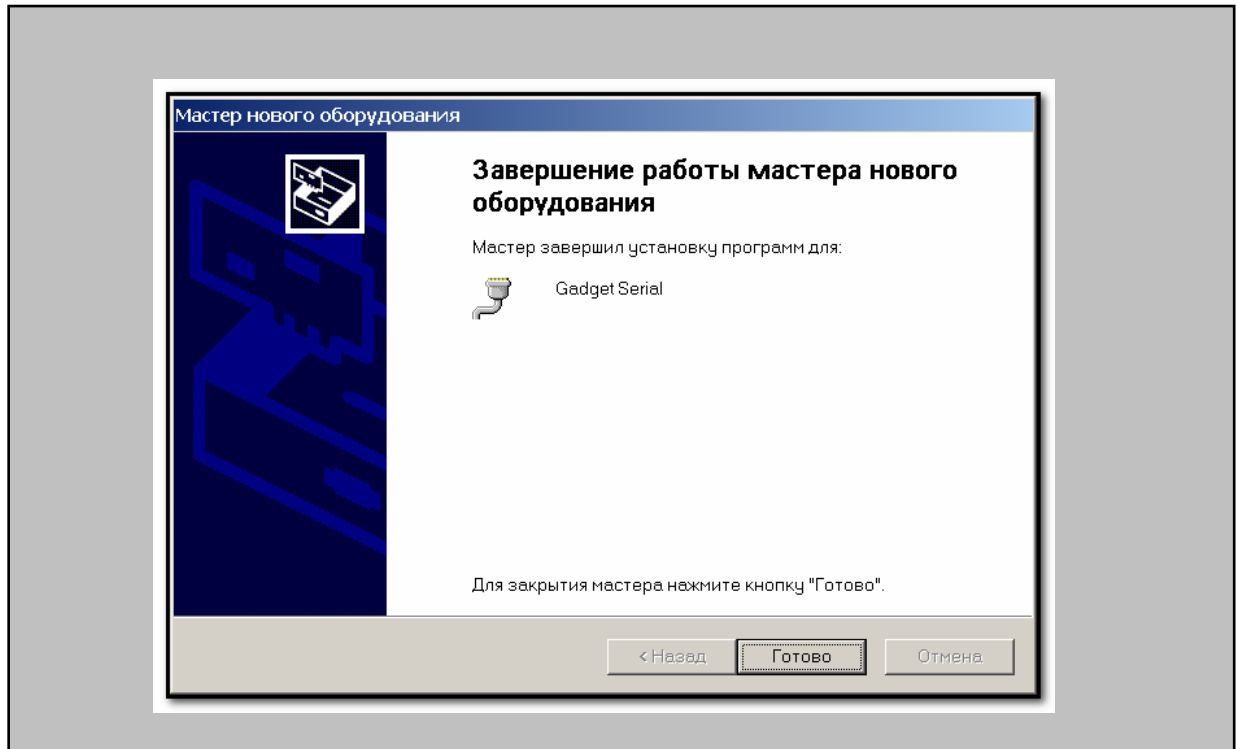 Мастер нового оборудования
Завершение работы мастера нового
оборудования
Мастер завершил установку программ для:
Gadget Serial
Для закрытия мастера нажмите кнопку "Готово".
< Назад
Готово
Отмена